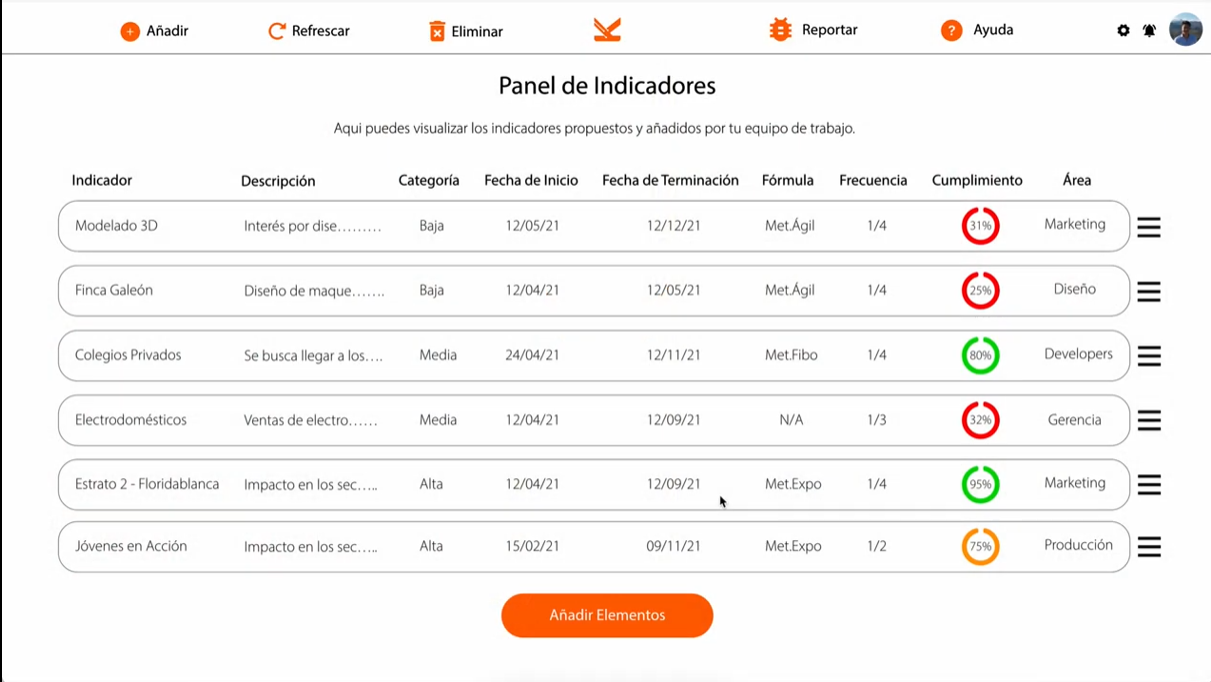 Añadir Refrescar Eliminar Reportar ? Ayuda
Panel de Indicadores
Aqui puedes visualizar los indicadores propuestos y añadidos por tu equipo de trabajo.
Indicador Descripción Categoría Fecha de Inicio Fecha de Terminación Fórmula Frecuencia Cumplimiento Área
Modelado 3D Interés por dise......... Baja 12/05/21 12/12/21 Met.Ágil 1/4 31% Marketing
Finca Galeón Diseño de maque....... Baja 12/04/21 12/05/21 Met.Ágil 1/4 25% Diseño
Colegios Privados Se busca llegar a los.... Media 24/04/21 12/11/21 Met.Fibo 1/4 80% Developers
Electrodomésticos Ventas de electro...... Media 12/04/21 12/09/21 N/A 1/3 32% Gerencia
Estrato 2 - Floridablanca Impacto en los sec..... Alta 12/04/21 12/09/21 Met.Expo 1/4 95% Marketing
Jóvenes en Acción Impacto en los sec..... Alta 15/02/21 09/11/21 Met.Expo 1/2 75% Producción
Añadir Elementos